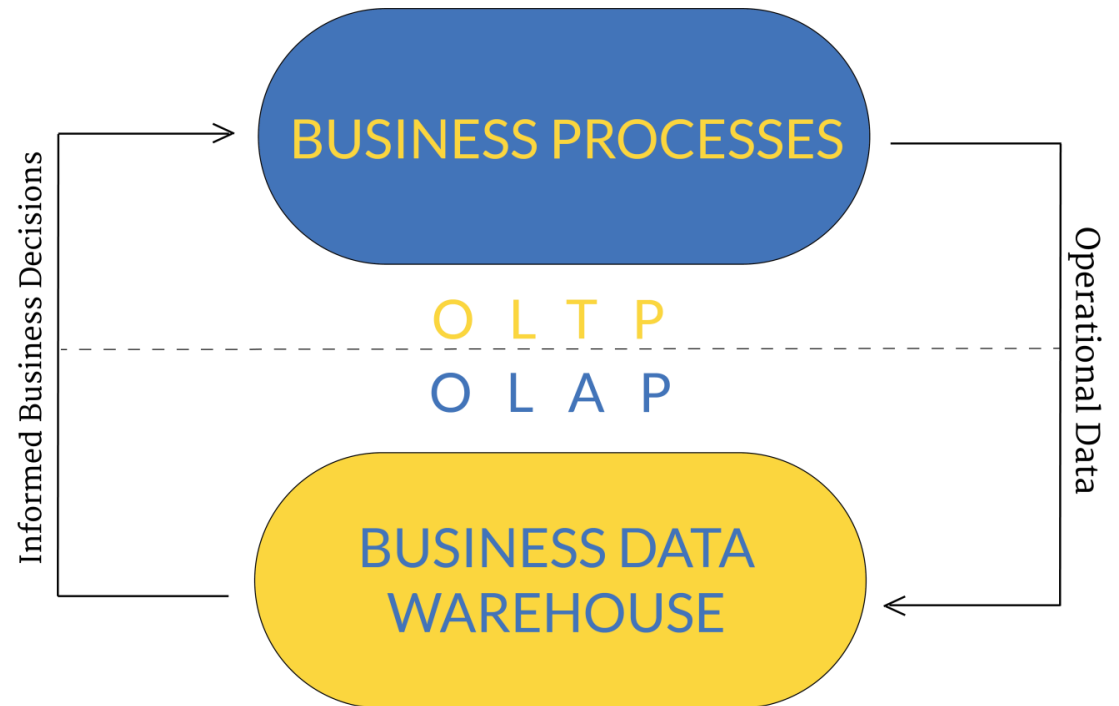 BUSINESS PROCESSES
Informed Business Decisions
Operational Data
O L T P
O L A P
BUSINESS DATA
WAREHOUSE